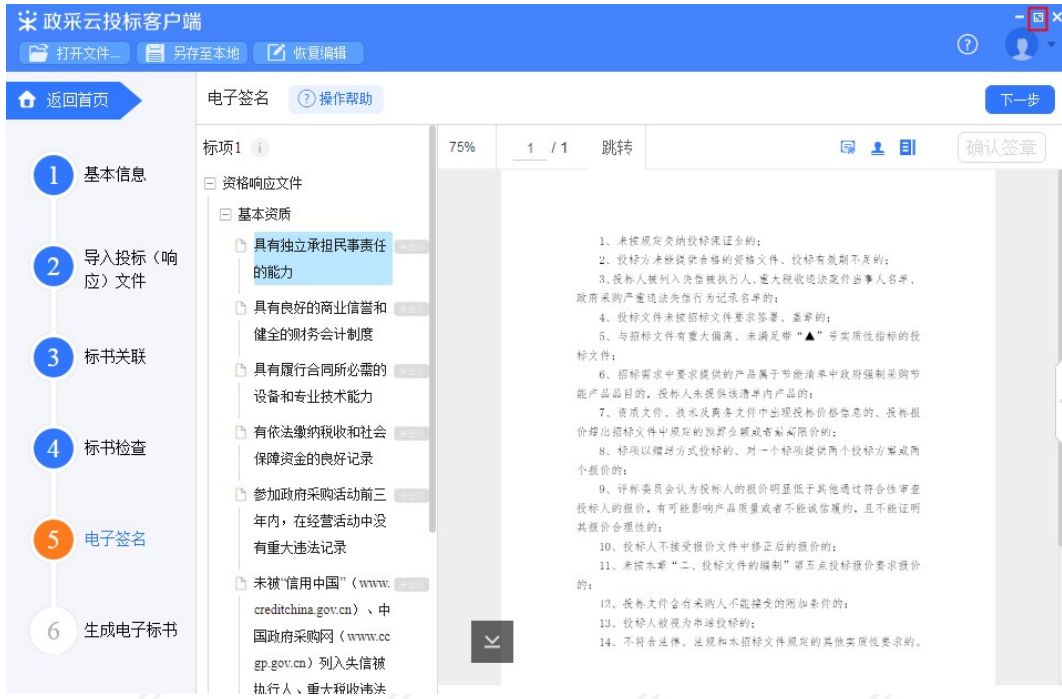 政采云投标客户端
打开文件... 另存至本地 恢复编辑
返回首页
电子签名 操作帮助
下一步
1 基本信息
2 导入投标（响
应）文件
3 标书关联
4 标书检查
5 电子签名
6 生成电子标书
标项1
资格响应文件
基本资质
具有独立承担民事责任
的能力
具有良好的商业信誉和
健全的财务会计制度
具有履行合同所必需的
设备和专业技术能力
有依法缴纳税收和社会
保障资金的良好记录
参加政府采购活动前三
年内，在经营活动中没
有重大违法记录
未被“信用中国”（www.
creditchina.gov.cn）、中
国政府采购网（www.cc
gp.gov.cn）列入失信被
执行人、重大税收违法
75% 1 / 1 跳转 确认签章
1、未按规定交纳投标保证金的；
2、投标方未能提供合格的资格文件、投标有效期不足的；
3、投标人被列入失信被执行人、重大税收违法案件当事人名单、
政府采购严重违法失信行为记录名单的；
4、投标文件未按招标文件要求签署、盖章的；
5、与招标文件有重大偏离、未满足带“▲”号实质性指标的投
标文件；
6、招标需求中要求提供的产品属于节能清单中政府强制采购节
能产品品目的，投标人未提供该清单内产品的；
7、资质文件、技术及商务文件中出现投标价格信息的、投标报
价超出招标文件中规定的预算金额或者最高限价的；
8、标项以赠送方式投标的、对一个标项提供两个投标方案或两
个报价的；
9、评标委员会认为投标人的报价明显低于其他通过符合性审查
投标人的报价，有可能影响产品质量或者不能诚信履约，且不能证明
其报价合理性的；
10、投标人不接受报价文件中修正后的报价的；
11、未按本章“二、投标文件的编制”第五点投标报价要求报价
的；
12、投标文件含有采购人不能接受的附加条件的；
13、投标人被视为串通投标的；
14、不符合法律、法规和本招标文件规定的其他实质性要求的。